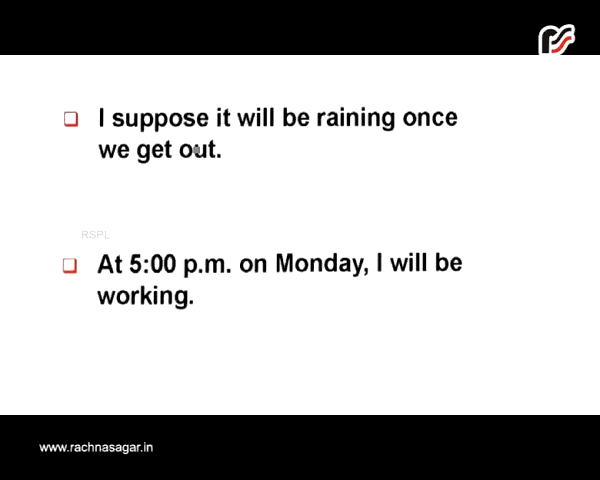 I suppose it will be raining once
we get out.
RSPL
At 5:00 p.m. on Monday, I will be
working.
www.rachnasagar.in